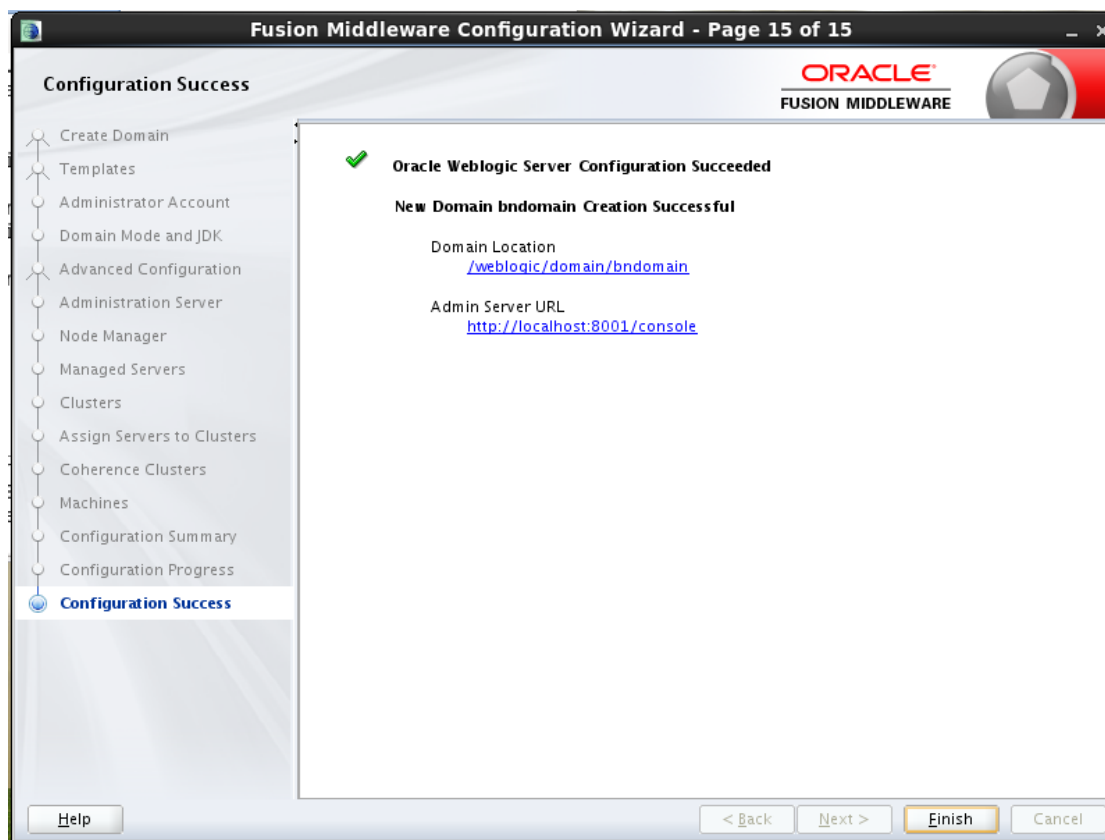 Fusion Middleware Configuration Wizard - Page 15 of 15
Configuration Success
ORACLE
FUSION MIDDLEWARE
Create Domain
Templates
Administrator Account
Domain Mode and JDK
Advanced Configuration
Administration Server
Node Manager
Managed Servers
Clusters
Assign Servers to Clusters
Coherence Clusters
Machines
Configuration Summary
Configuration Progress
Configuration Success
Oracle Weblogic Server Configuration Succeeded
New Domain bndomain Creation Successful
Domain Location
/weblogic/domain/bndomain
Admin Server URL
http://localhost:8001/console
Help
< Back
Next >
Finish
Cancel